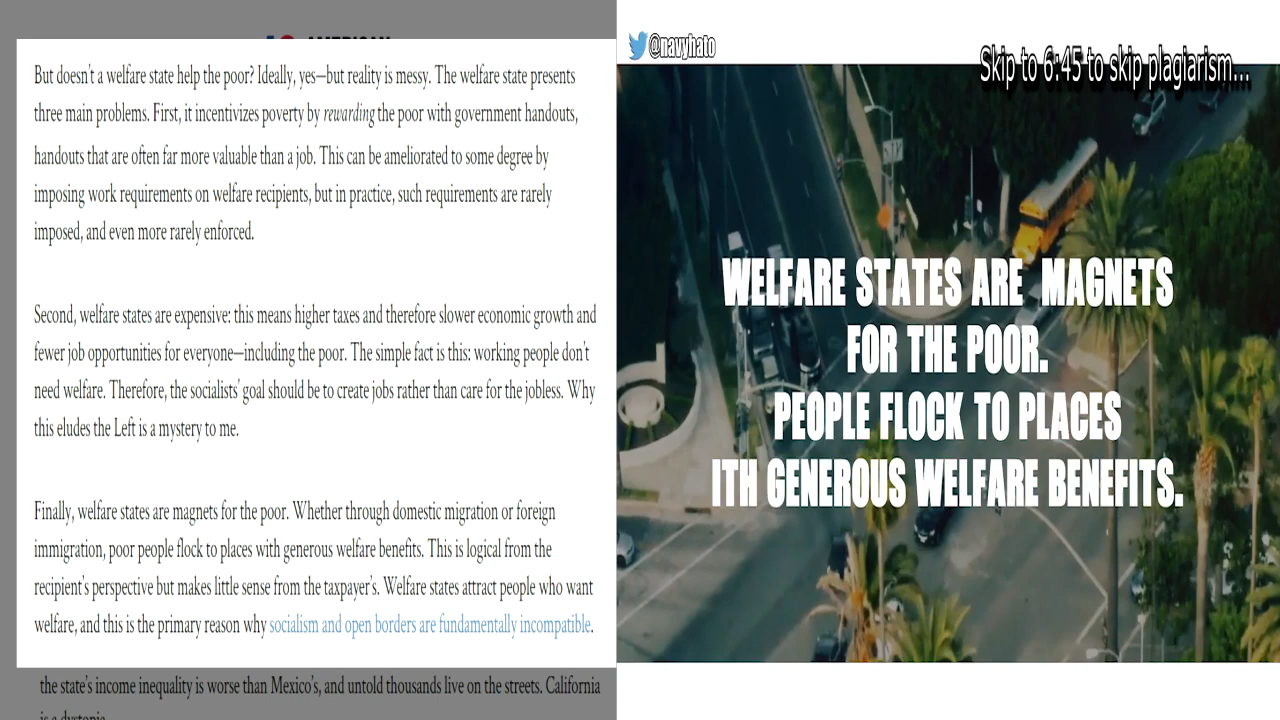 AMERICAN
But doesn't a welfare state help the poor? Ideally, yes—but reality is messy. The welfare state presents
three main problems. First, it incentivizes poverty by rewarding the poor with government handouts,
handouts that are often far more valuable than a job. This can be ameliorated to some degree by
imposing work requirements on welfare recipients, but in practice, such requirements are rarely
imposed, and even more rarely enforced.
Second, welfare states are expensive: this means higher taxes and therefore slower economic growth and
fewer job opportunities for everyone—including the poor. The simple fact is this: working people don't
need welfare. Therefore, the socialists' goal should be to create jobs rather than care for the jobless. Why
this eludes the Left is a mystery to me.
Finally, welfare states are magnets for the poor. Whether through domestic migration or foreign
immigration, poor people flock to places with generous welfare benefits. This is logical from the
recipient's perspective but makes little sense from the taxpayer's. Welfare states attract people who want
welfare, and this is the primary reason why socialism and open borders are fundamentally incompatible.
the state's income inequality is worse than Mexico's, and untold thousands live on the streets. California
is a dystopia
@navyhato
Skip to 6:45 to skip plagiarism...
WELFARE STATES ARE MAGNETS
FOR THE POOR.
PEOPLE FLOCK TO PLACES
ITH GENEROUS WELFARE BENEFITS.